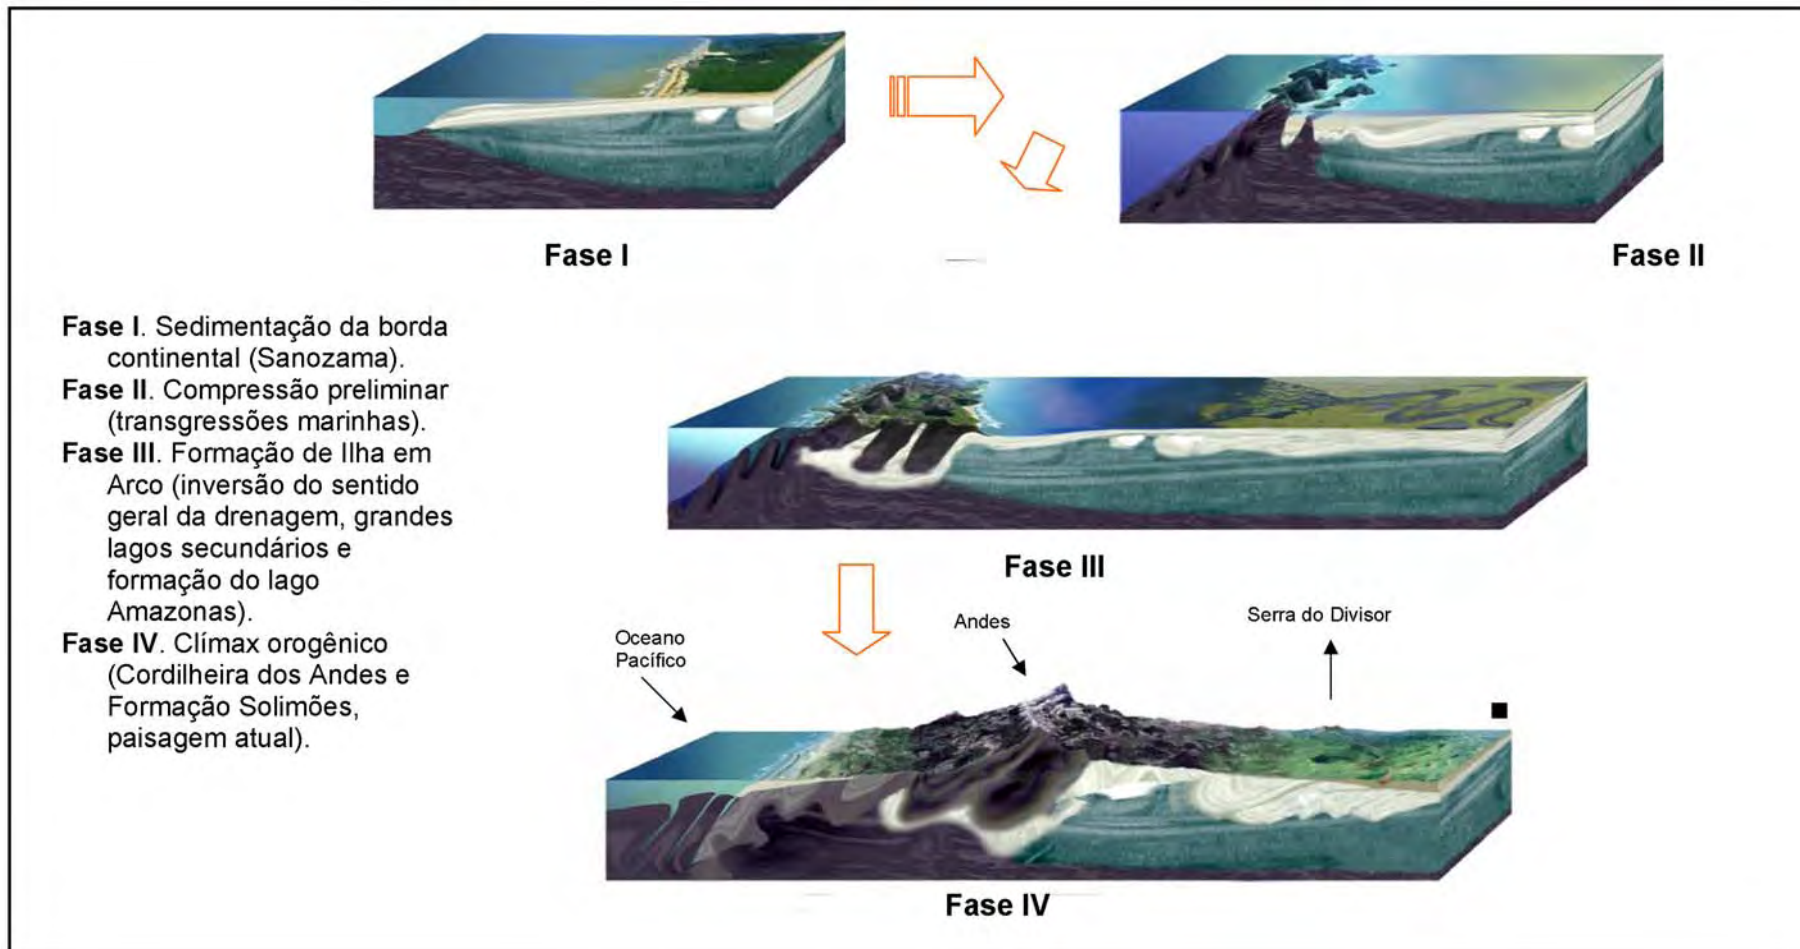 Fase I
Fase II
Fase I. Sedimentação da borda
continental (Sanozama).
Fase II. Compressão preliminar
(transgressões marinhas).
Fase III. Formação de Ilha em
Arco (inversão do sentido
geral da drenagem, grandes
lagos secundários e
formação do lago
Amazonas).
Fase IV. Clímax orogênico
(Cordilheira dos Andes e
Formação Solimões,
paisagem atual).
Fase III
Oceano
Pacífico
Andes
Serra do Divisor
Fase IV